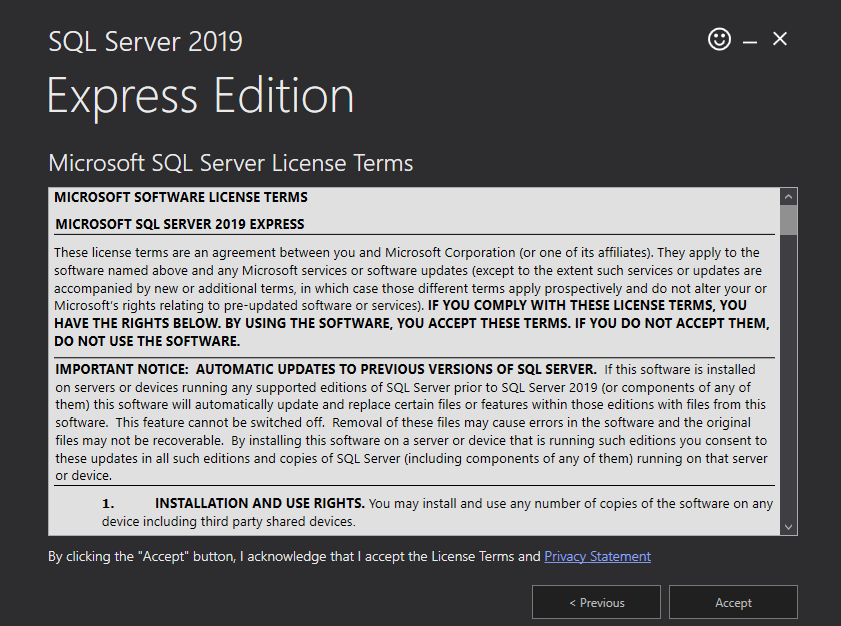 SQL Server 2019
Express Edition
Microsoft SQL Server License Terms
MICROSOFT SOFTWARE LICENSE TERMS
MICROSOFT SQL SERVER 2019 EXPRESS
These license terms are an agreement between you and Microsoft Corporation (or one of its affiliates). They apply to the
software named above and any Microsoft services or software updates (except to the extent such services or updates are
accompanied by new or additional terms, in which case those different terms apply prospectively and do not alter your or
Microsoft's rights relating to pre-updated software or services). IF YOU COMPLY WITH THESE LICENSE TERMS, YOU
HAVE THE RIGHTS BELOW. BY USING THE SOFTWARE, YOU ACCEPT THESE TERMS. IF YOU DO NOT ACCEPT THEM,
DO NOT USE THE SOFTWARE.
IMPORTANT NOTICE:  AUTOMATIC UPDATES TO PREVIOUS VERSIONS OF SQL SERVER.  If this software is installed
on servers or devices running any supported editions of SQL Server prior to SQL Server 2019 (or components of any of
them) this software will automatically update and replace certain files or features within those editions with files from this
software.  This feature cannot be switched off.  Removal of these files may cause errors in the software and the original
files may not be recoverable.  By installing this software on a server or device that is running such editions you consent to
these updates in all such editions and copies of SQL Server (including components of any of them) running on that server
or device.
1. INSTALLATION AND USE RIGHTS. You may install and use any number of copies of the software on any
device including third party shared devices.
By clicking the "Accept" button, I acknowledge that I accept the License Terms and Privacy Statement
< Previous
Accept